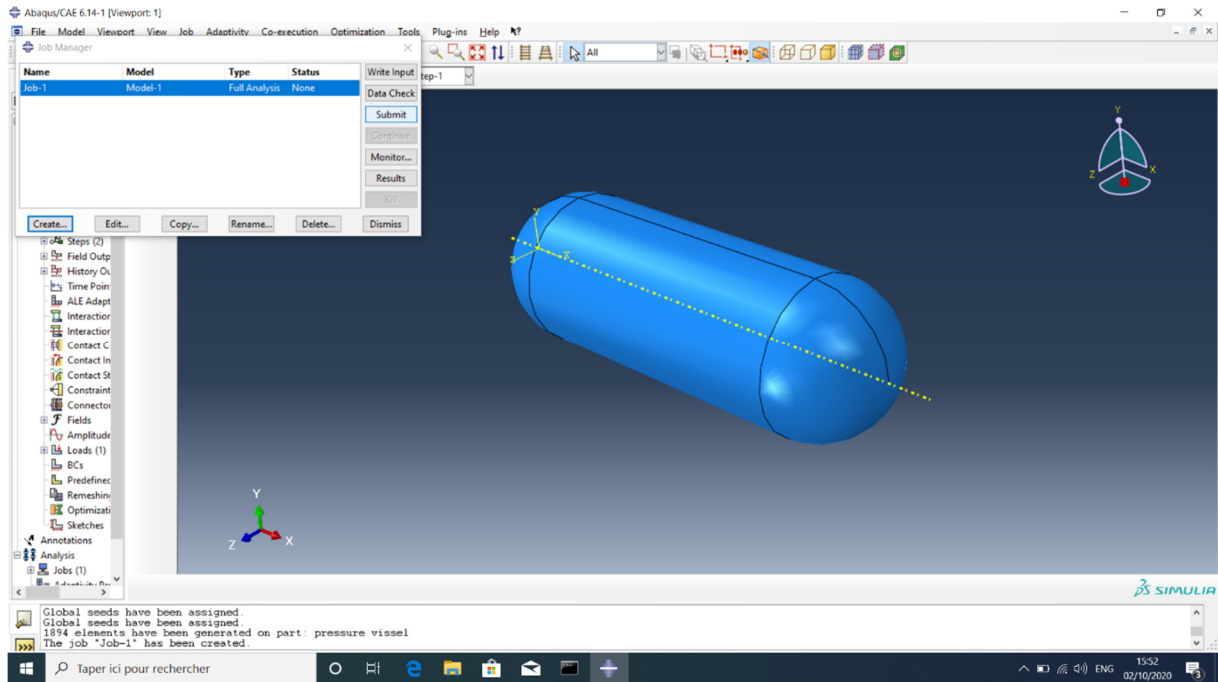 Abaqus/CAE 6.14-1 [Viewport: 1]
File Model Viewport View Job Adaptivity Co-execution Optimization Tools Plug-ins Help
Job Manager
All
Name Model Type Status
Job-1 Model-1 Full Analysis None
Write Input
tep-1
Data Check
Submit
Continue
Monitor...
Results
Kill
Create... Edit... Copy... Rename... Delete... Dismiss
Steps (2)
Field Outp
History Ou
Time Poin
ALE Adapt
Interaction
Interaction
Contact C
Contact In
Contact St
Constraint
Connector
Fields
Amplitude
Loads (1)
BCs
Predefined
Remeshing
Optimizati
Sketches
Annotations
Analysis
Jobs (1)
Y
Z X
Y
Z X
Y
Z X
SIMULIA
Global seeds have been assigned.
Global seeds have been assigned.
1894 elements have been generated on part: pressure vissel
The job "Job-1" has been created.
Taper ici pour rechercher
ENG
15:52
02/10/2020
3